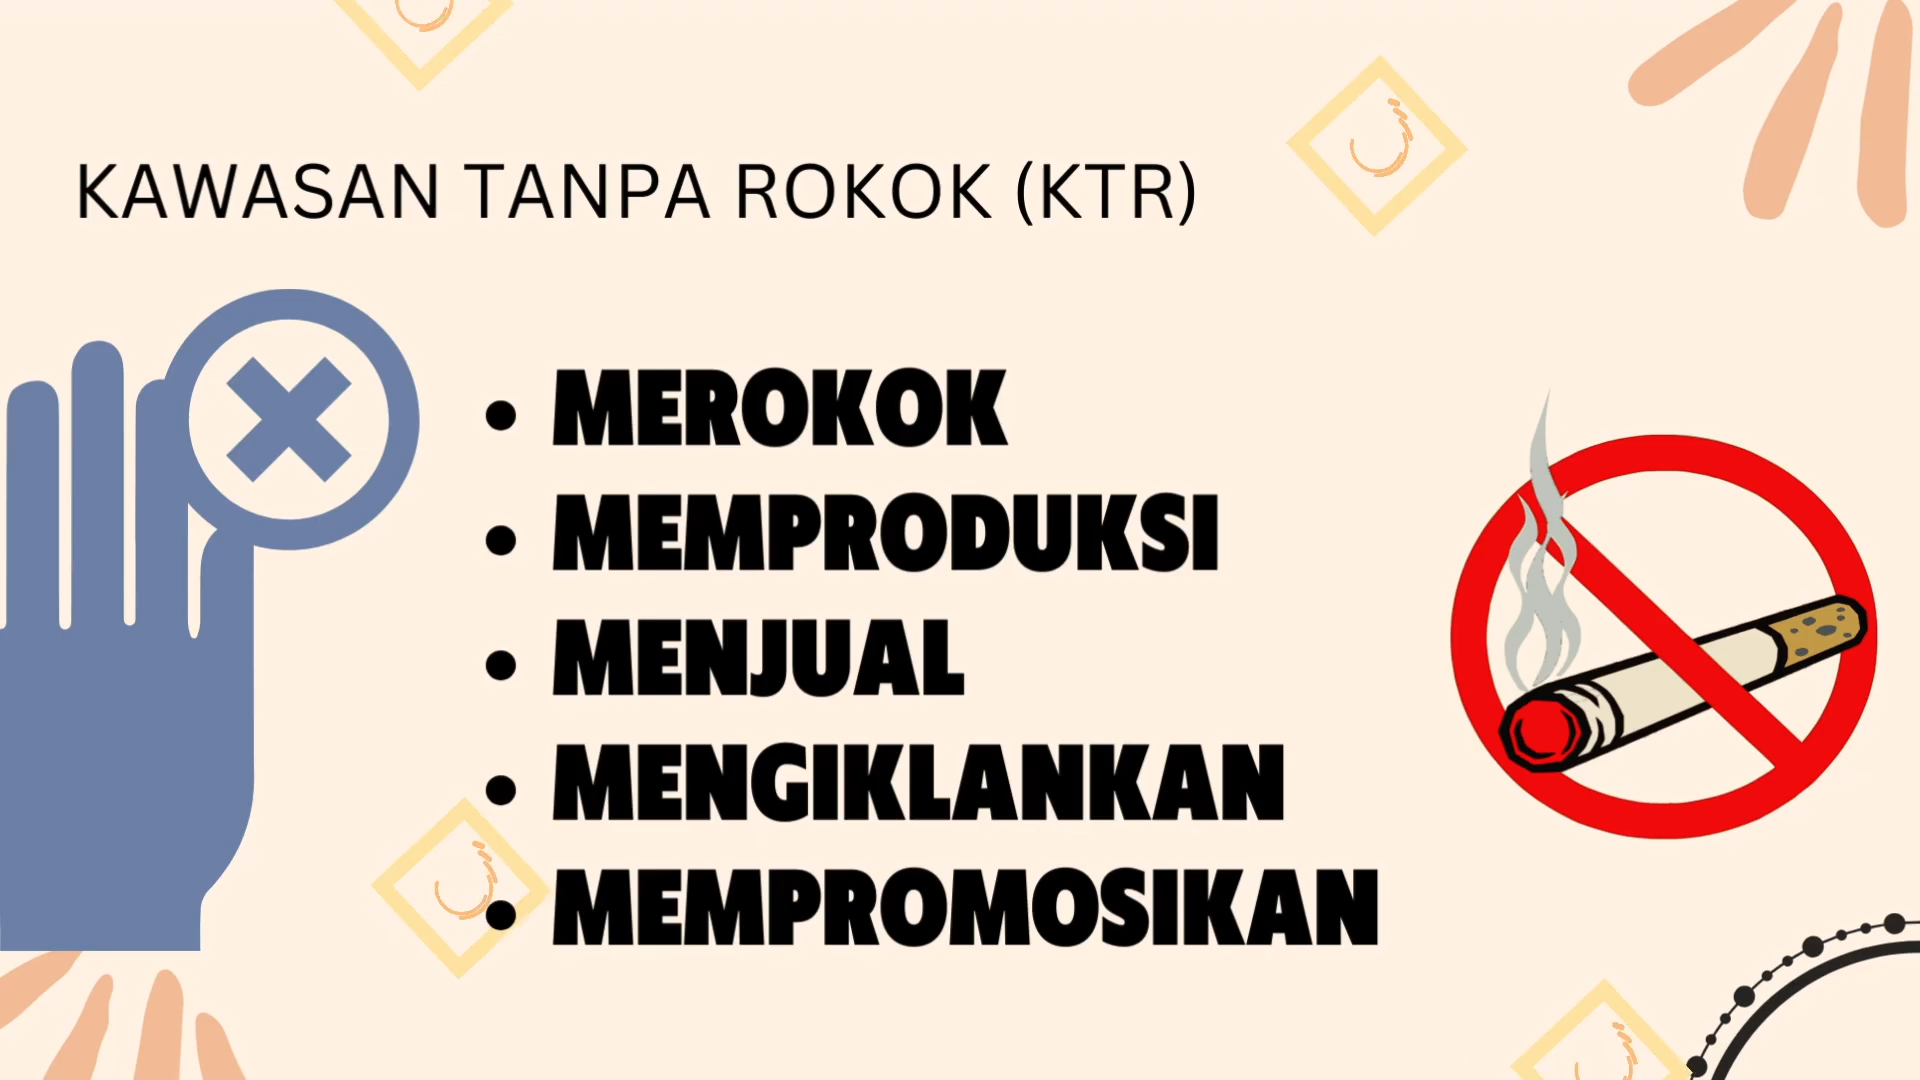 KAWASAN TANPA ROKOK (KTR)
• MEROKOK
• MEMPRODUKSI
• MENJUAL
• MENGIKLANKAN
• MEMPROMOSIKAN